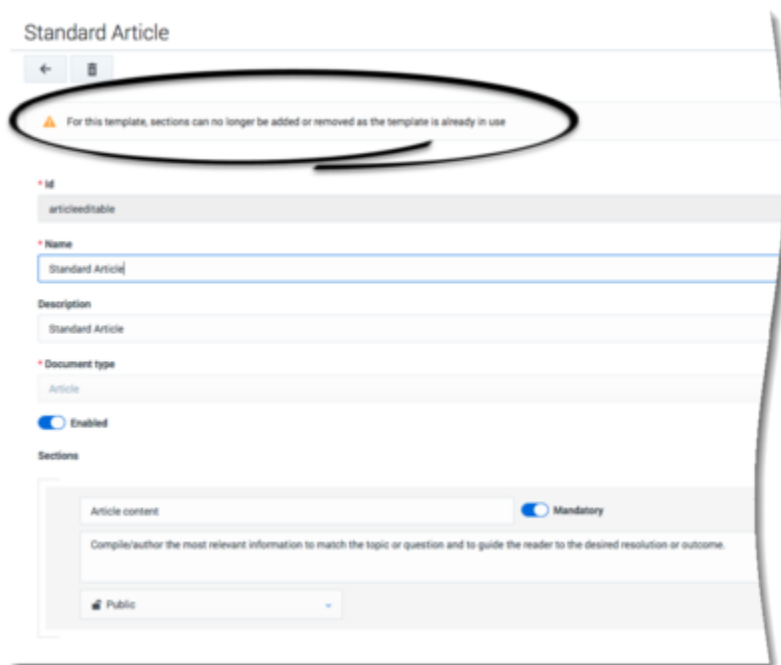 Standard Article
For this template, sections can no longer be added or removed as the template is already in use
* Id
articleeditable
* Name
Standard Article
Description
Standard Article
* Document type
Article
Enabled
Sections
Article content
Mandatory
Compile/author the most relevant information to match the topic or question and to guide the reader to the desired resolution or outcome.
Public